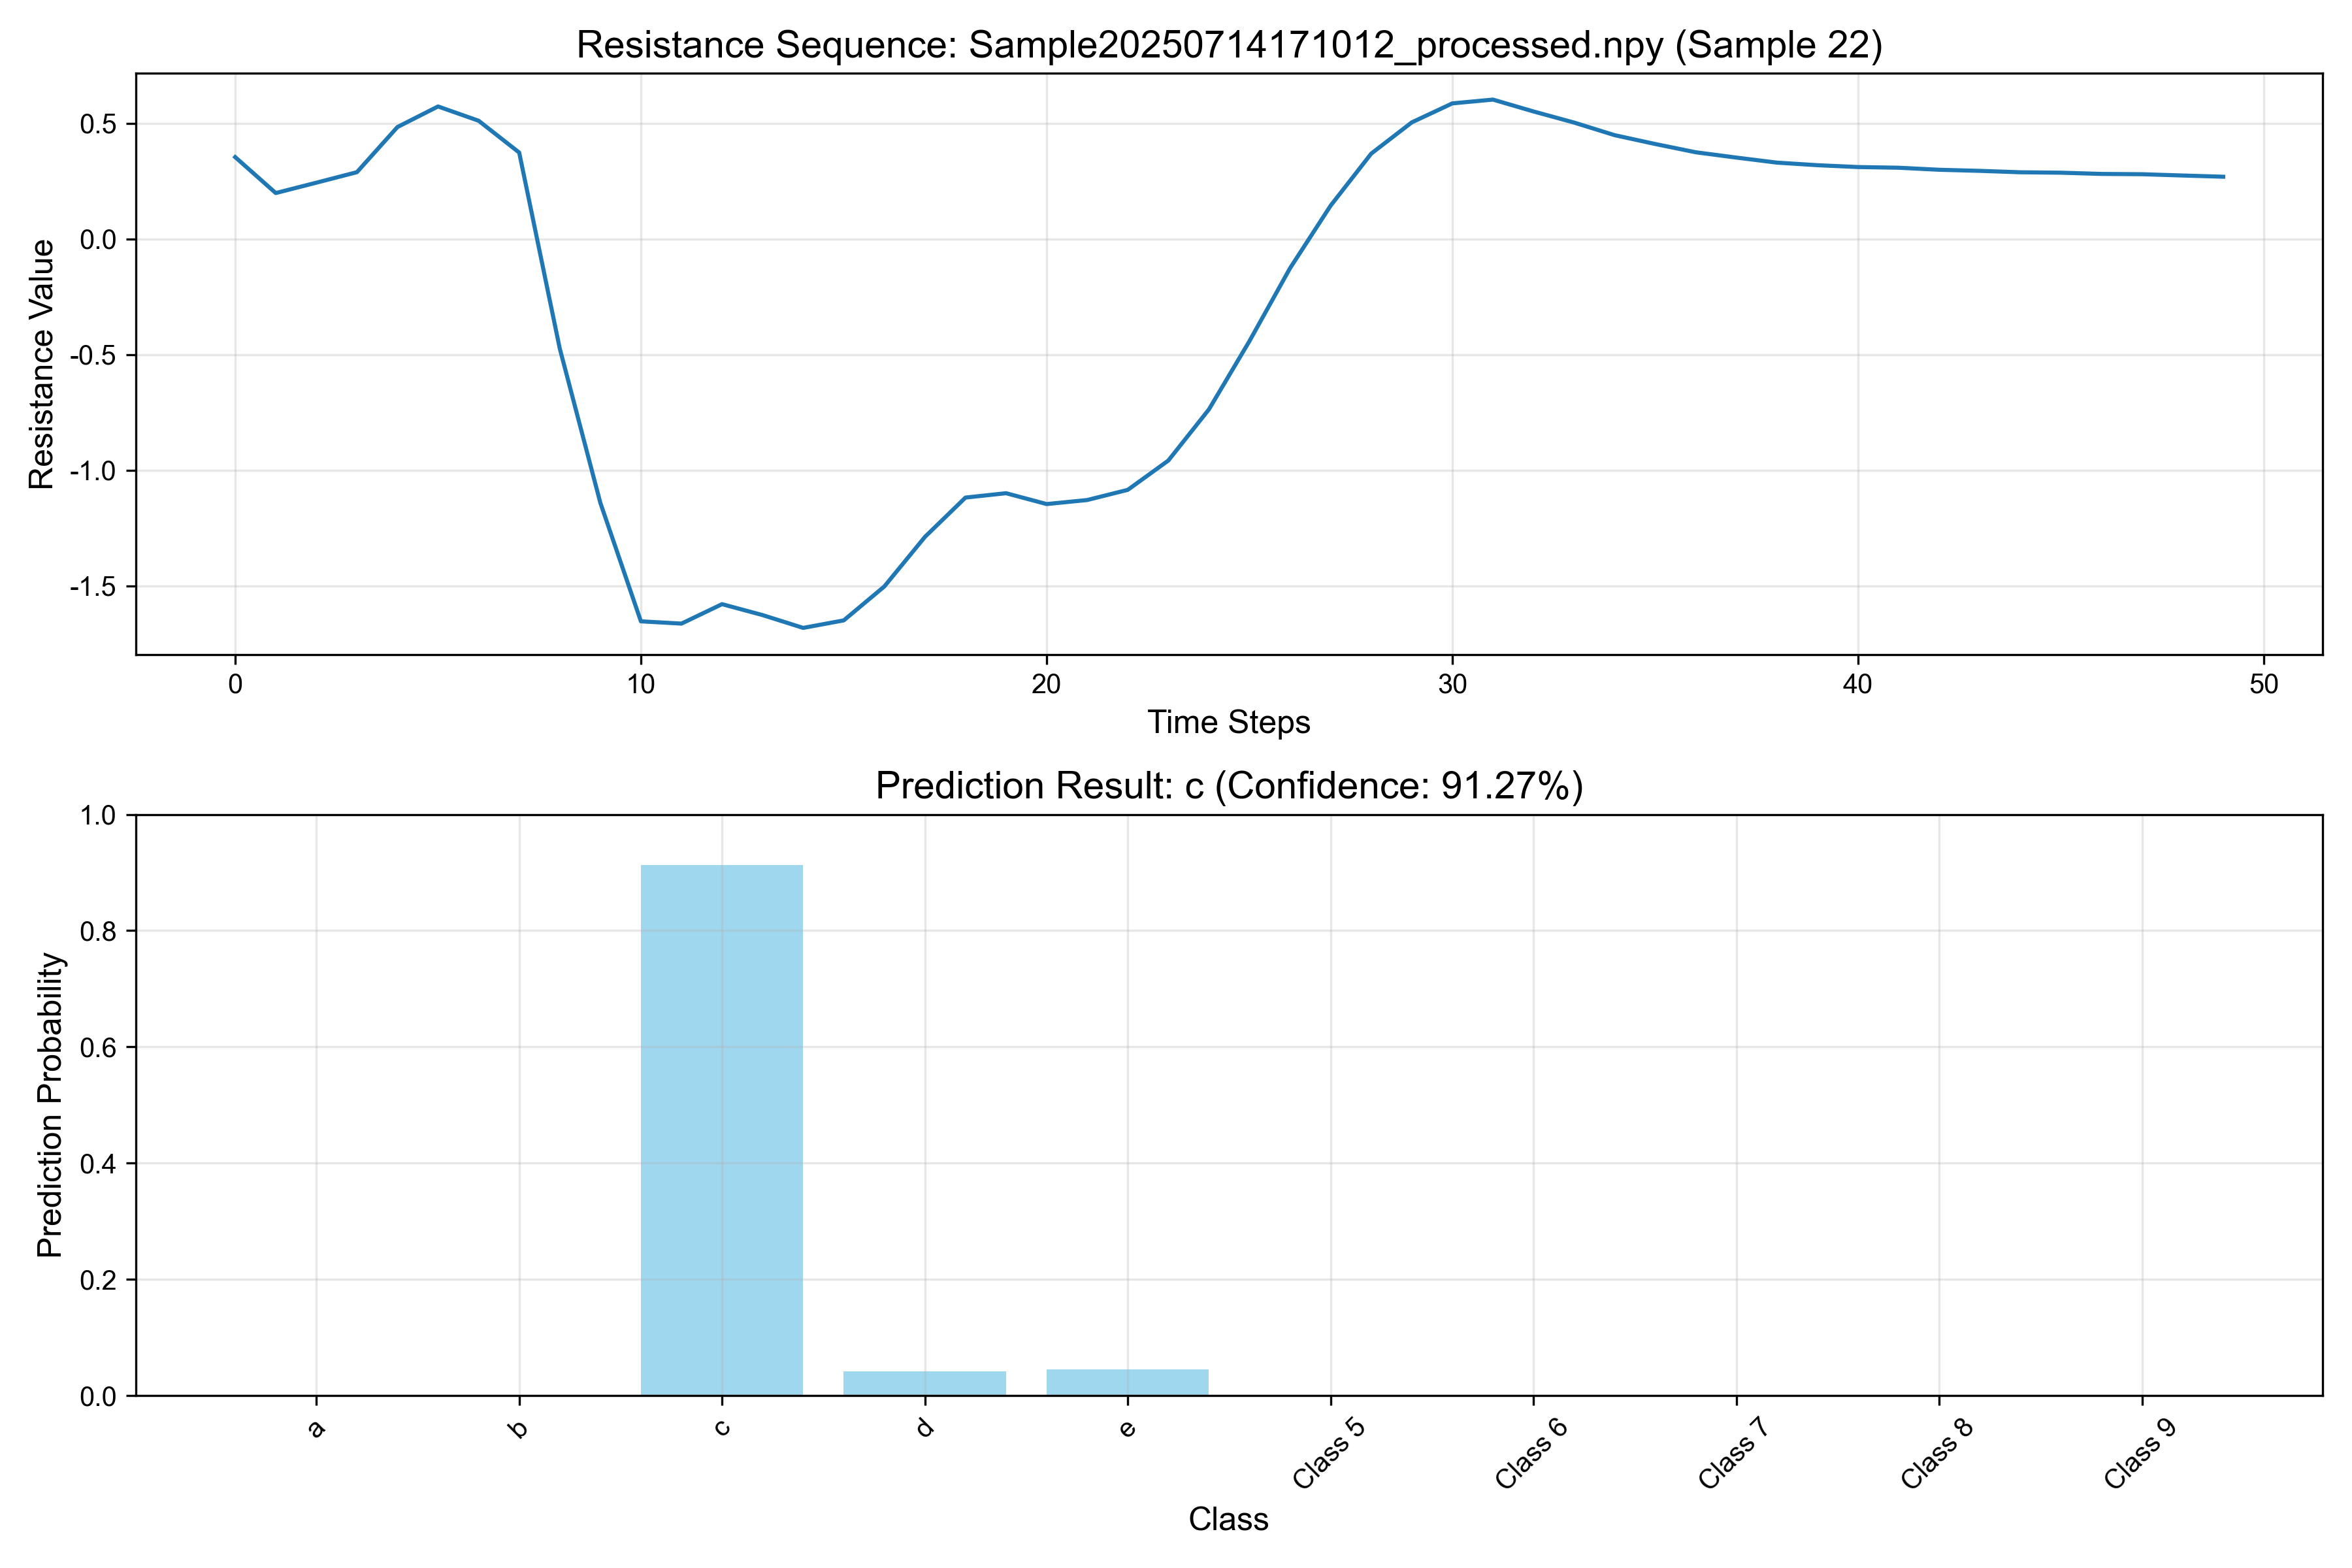 Resistance Sequence: Sample20250714171012_processed.npy (Sample 22)
Resistance Value
0.5
0.0
-0.5
-1.0
-1.5
0 10 20 30 40 50
Time Steps
Prediction Result: c (Confidence: 91.27%)
Prediction Probability
1.0
0.8
0.6
0.4
0.2
0.0
a b c d e Class 5 Class 6 Class 7 Class 8 Class 9
Class